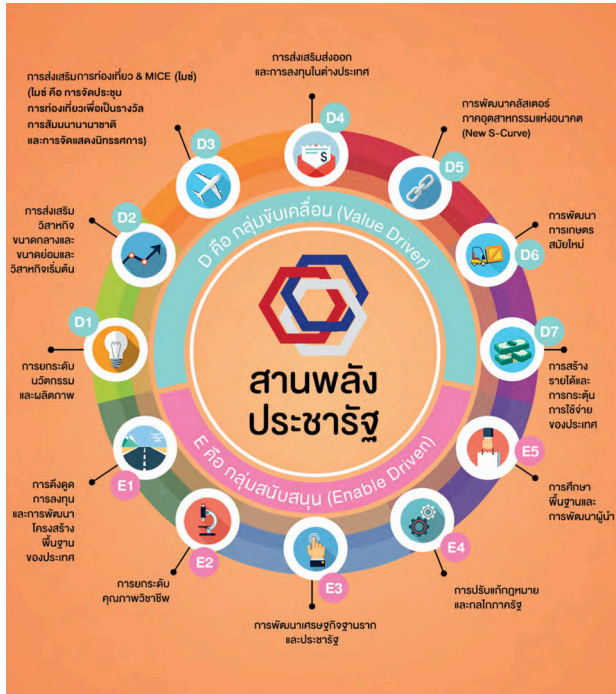 การส่งเสริมส่งออก
และการลงทุนในต่างประเทศ
การส่งเสริมการท่องเที่ยว & MICE (ไมซ์)
(ไมซ์ คือ การจัดประชุม
การท่องเที่ยวเพื่อเป็นรางวัล
การสัมมนานานาชาติ
และการจัดแสดงนิทรรศการ)
การพัฒนาคลัสเตอร์
ภาคอุตสาหกรรมแห่งอนาคต
(New S-Curve)
D4
$
D3
D5
การส่งเสริม
วิสาหกิจ
ขนาดกลางและ
ขนาดย่อมและ
วิสาหกิจเริ่มต้น
D2
D คือ กลุ่มขับเคลื่อน (Value Driver)
D6
การพัฒนา
การเกษตร
สมัยใหม่
D1
D7
การยกระดับ
นวัตกรรม
และผลิตภาพ
สานพลัง
ประชารัฐ
การสร้าง
รายได้และ
การกระตุ้น
การใช้จ่าย
ของประเทศ
E คือ กลุ่มสนับสนุน (Enable Driven)
E1
การดึงดูด
การลงทุน
และการพัฒนา
โครงสร้าง
พื้นฐาน
ของประเทศ
E5
การศึกษา
พื้นฐานและ
การพัฒนาผู้นำ
E2
E3
E4
การยกระดับ
คุณภาพวิชาชีพ
การพัฒนาเศรษฐกิจฐานราก
และประชารัฐ
การปรับแก้กฎหมาย
และกลไกภาครัฐ